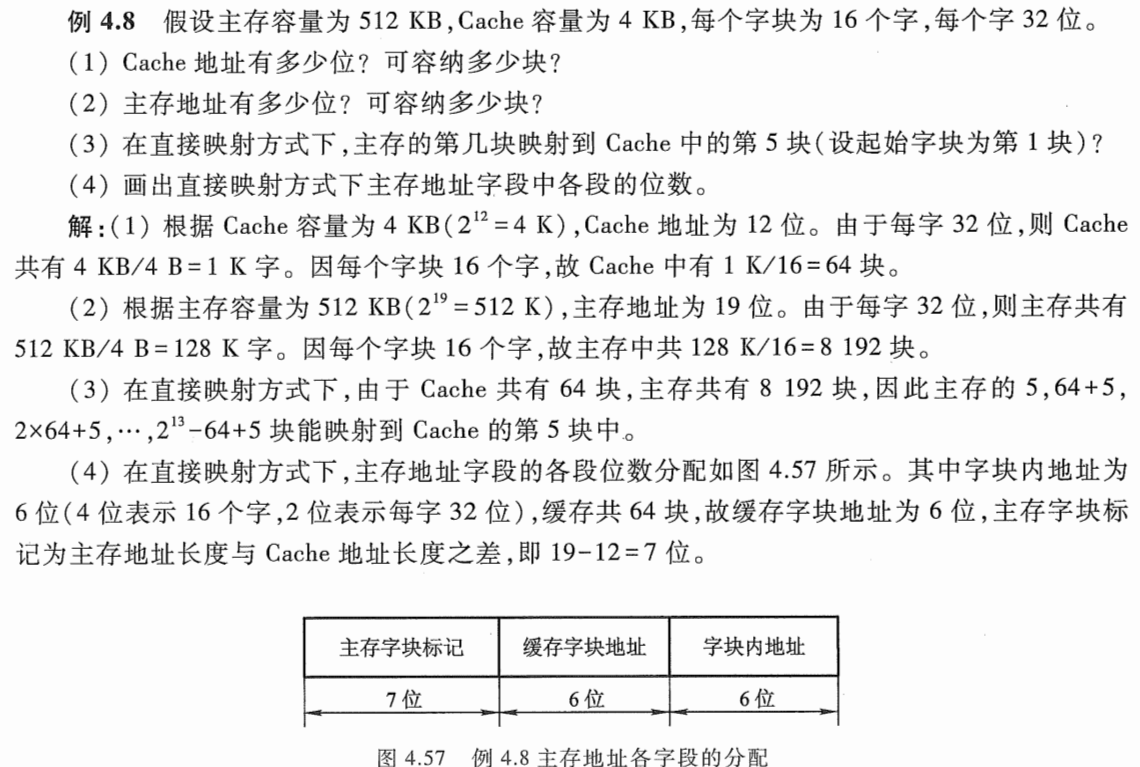 例 4.8 假设主存容量为 512 KB,Cache 容量为 4 KB,每个字块为 16 个字,每个字 32 位。
(1) Cache 地址有多少位? 可容纳多少块?
(2) 主存地址有多少位? 可容纳多少块?
(3) 在直接映射方式下,主存的第几块映射到 Cache 中的第 5 块(设起始字块为第 1 块)?
(4) 画出直接映射方式下主存地址字段中各段的位数。
解:(1) 根据 Cache 容量为 4 KB(2¹²=4 K),Cache 地址为 12 位。由于每字 32 位,则 Cache
共有 4 KB/4 B=1 K 字。因每个字块 16 个字,故 Cache 中有 1 K/16=64 块。
(2) 根据主存容量为 512 KB(2¹⁹=512 K),主存地址为 19 位。由于每字 32 位,则主存共有
512 KB/4 B=128 K 字。因每个字块 16 个字,故主存中共 128 K/16=8 192 块。
(3) 在直接映射方式下,由于 Cache 共有 64 块,主存共有 8 192 块,因此主存的 5,64+5,
2×64+5,…,2¹³-64+5 块能映射到 Cache 的第 5 块中。
(4) 在直接映射方式下,主存地址字段的各段位数分配如图 4.57 所示。其中字块内地址为
6 位(4 位表示 16 个字,2 位表示每字 32 位),缓存共 64 块,故缓存字块地址为 6 位,主存字块标
记为主存地址长度与 Cache 地址长度之差,即 19-12=7 位。
主存字块标记 缓存字块地址 字块内地址
7 位 6 位 6 位
图 4.57 例 4.8 主存地址各字段的分配